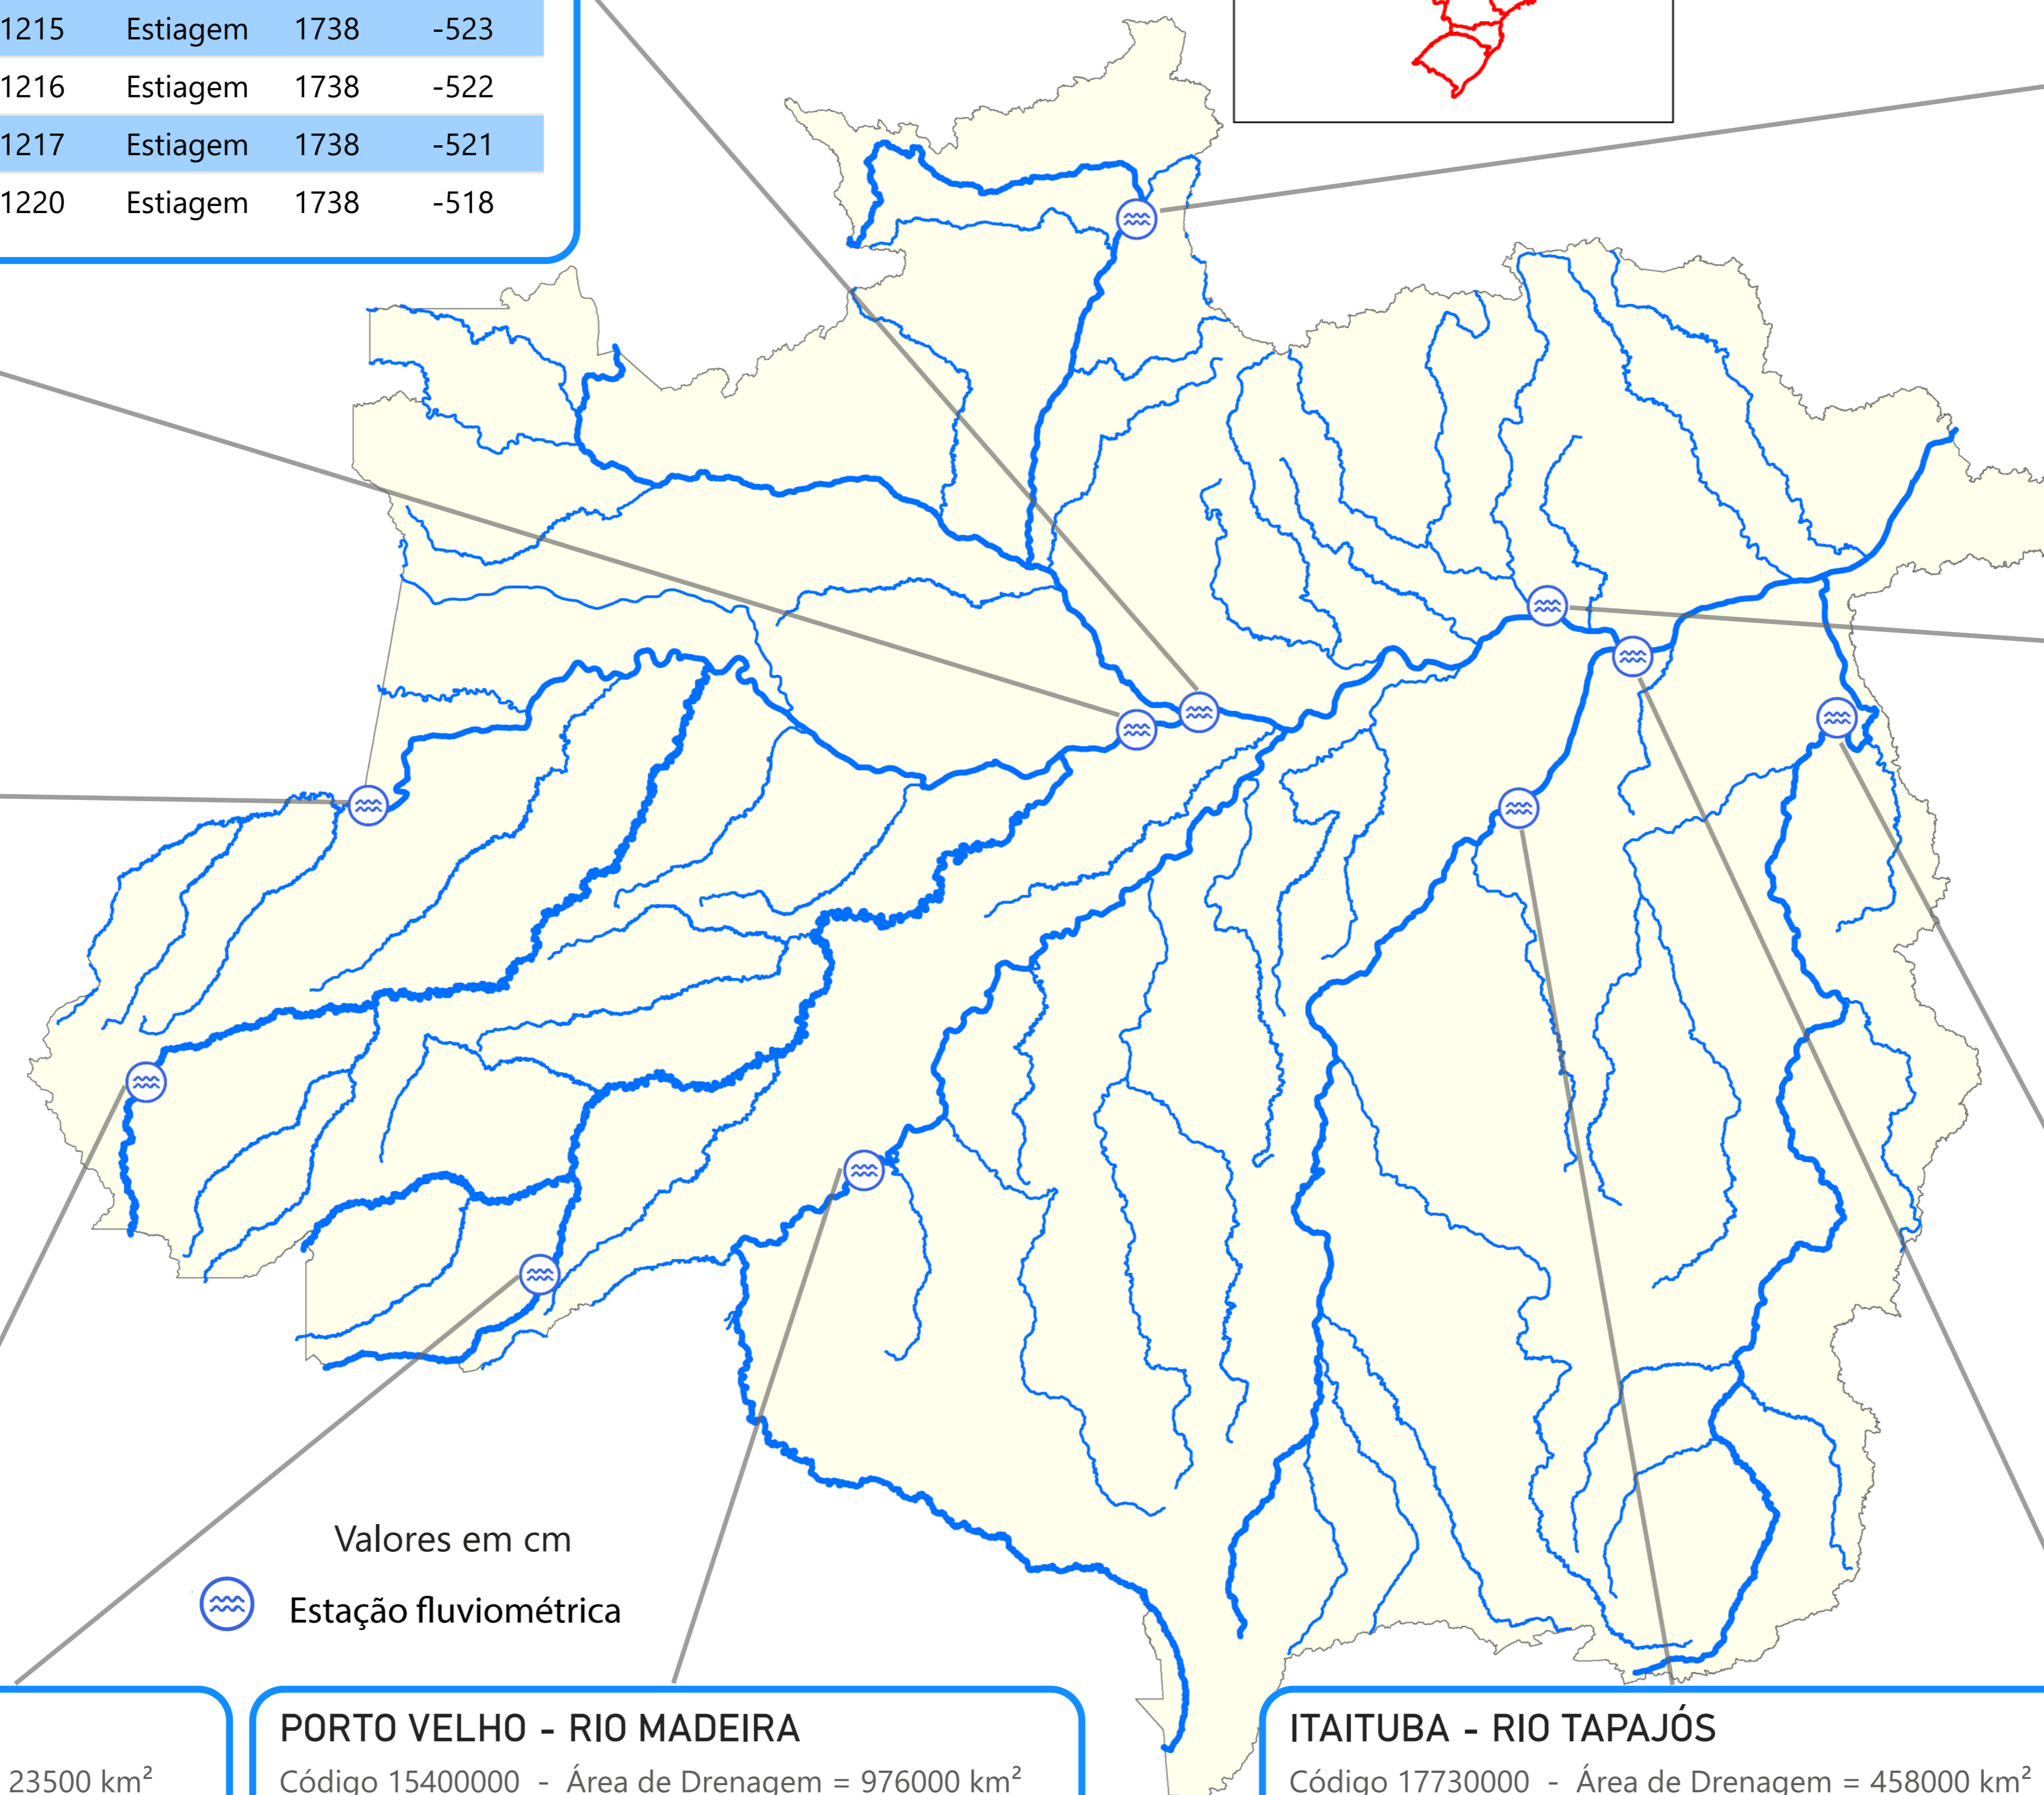 1215 Estiagem 1738 -523
1216 Estiagem 1738 -522
1217 Estiagem 1738 -521
1220 Estiagem 1738 -518
Valores em cm
Estação fluviométrica
23500 km²
PORTO VELHO - RIO MADEIRA
Código 15400000 - Área de Drenagem = 976000 km²
ITAITUBA - RIO TAPAJÓS
Código 17730000 - Área de Drenagem = 458000 km²